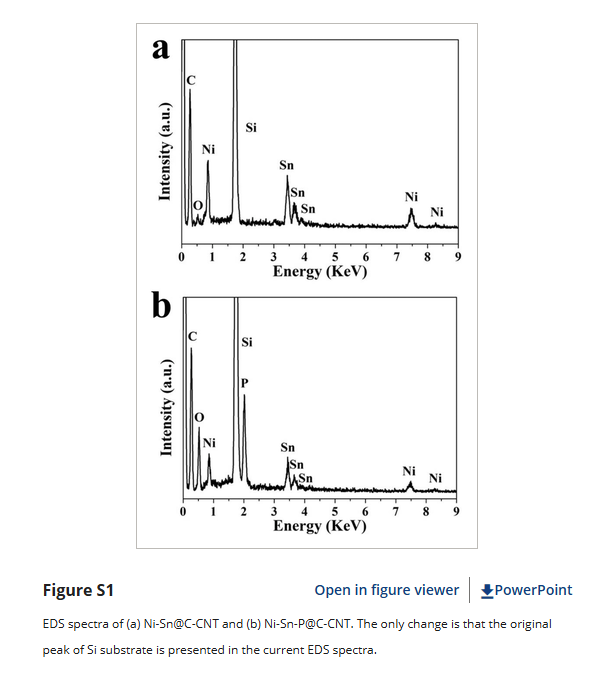 a
C
Ni
O
Si
Sn
Sn
Sn
Ni
Ni
Intensity (a.u.)
0 1 2 3 4 5 6 7 8 9
Energy (KeV)
b
C
Si
P
O
Ni
Sn
Sn
Sn
Ni
Ni
Intensity (a.u.)
0 1 2 3 4 5 6 7 8 9
Energy (KeV)
Figure S1 Open in figure viewer PowerPoint
EDS spectra of (a) Ni-Sn@C-CNT and (b) Ni-Sn-P@C-CNT. The only change is that the original
peak of Si substrate is presented in the current EDS spectra.